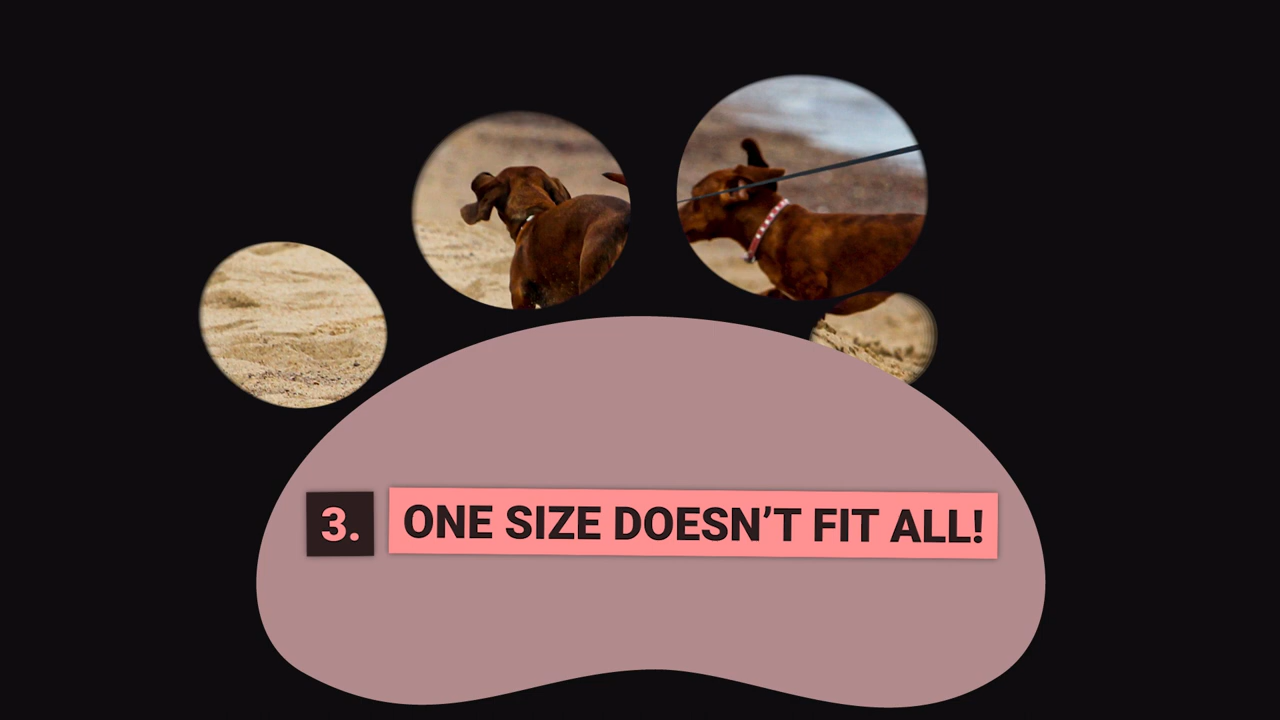 3. ONE SIZE DOESN’T FIT ALL!